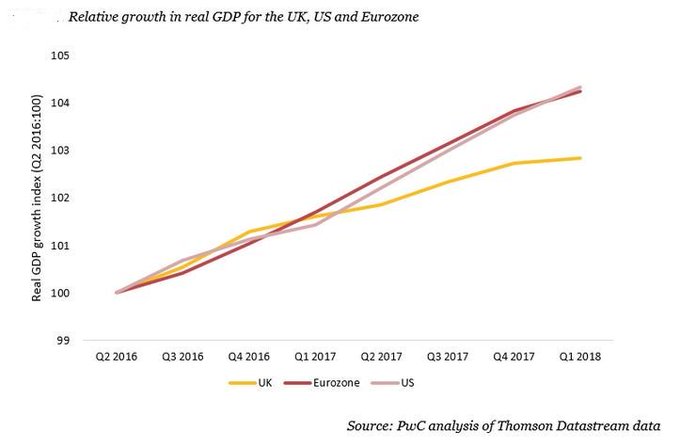 Relative growth in real GDP for the UK, US and Eurozone
Real GDP growth index (Q2 2016:100)
105
104
103
102
101
100
99
Q2 2016 Q3 2016 Q4 2016 Q1 2017 Q2 2017 Q3 2017 Q4 2017 Q1 2018
UK Eurozone US
Source: PwC analysis of Thomson Datastream data